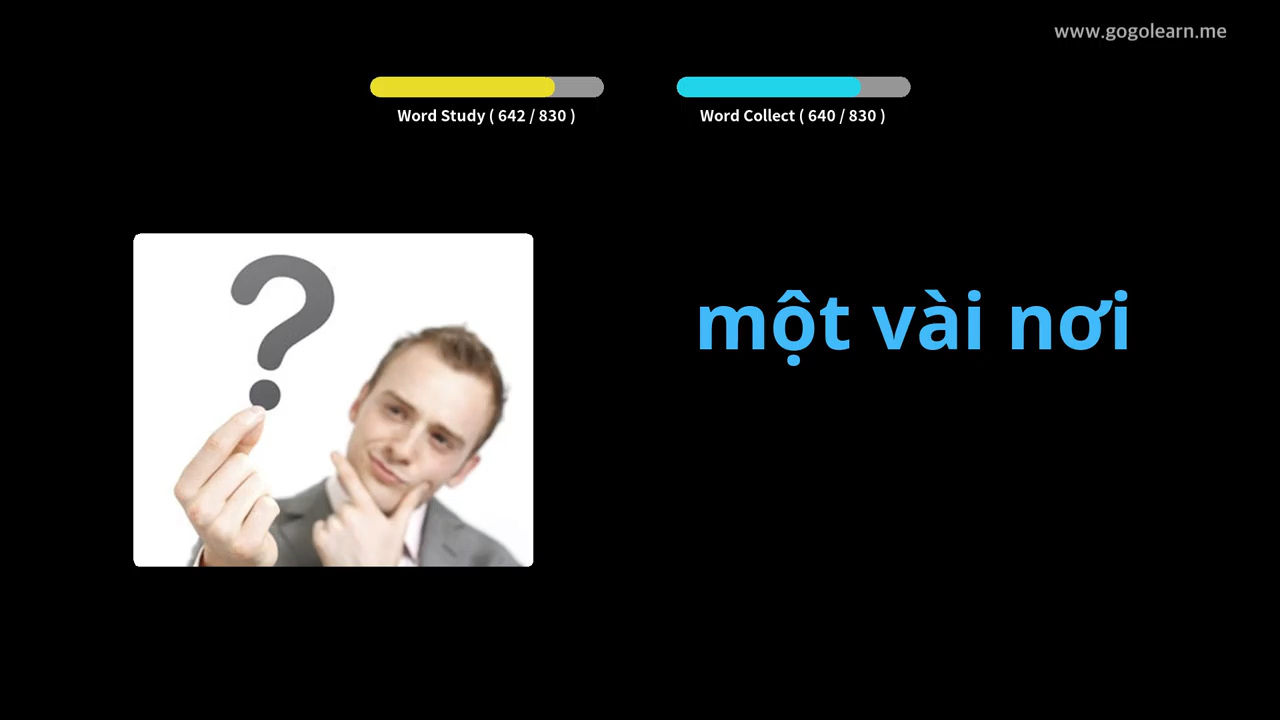 www.gogolearn.me
Word Study ( 642 / 830 )
Word Collect ( 640 / 830 )
?
một vài nơi